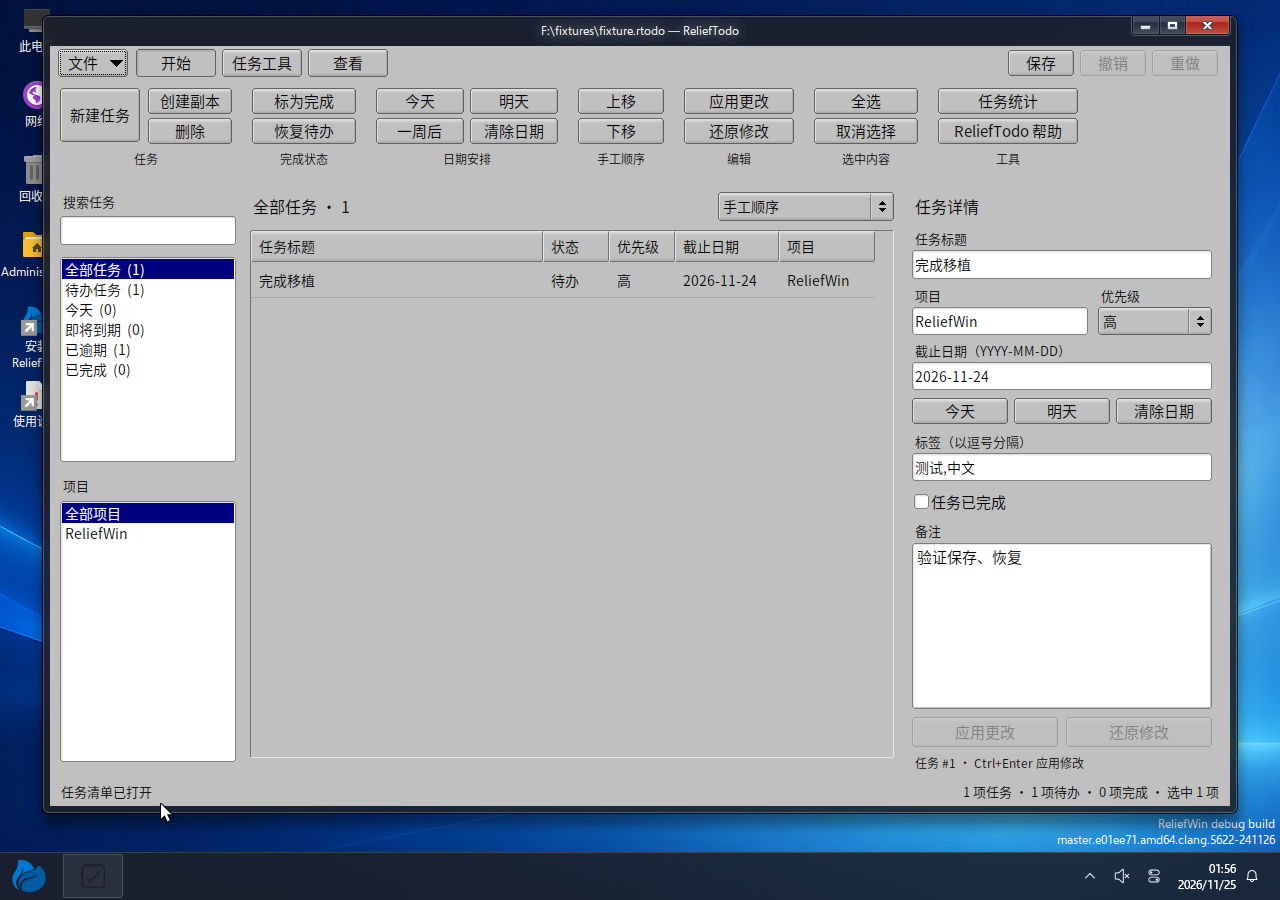 此电
网络
回收
Adminis
安装
Relief
使用说
F:\fixtures\fixture.rtodo — ReliefTodo
文件 开始 任务工具 查看 保存 撤销 重做
新建任务 创建副本 标为完成 今天 明天 上移 应用更改 全选 任务统计
删除 恢复待办 一周后 清除日期 下移 还原修改 取消选择 ReliefTodo 帮助
任务 完成状态 日期安排 手工顺序 编辑 选中内容 工具
搜索任务
全部任务 (1)
待办任务 (1)
今天 (0)
即将到期 (0)
已逾期 (1)
已完成 (0)
项目
全部项目
ReliefWin
全部任务 · 1 手工顺序
任务标题 状态 优先级 截止日期 项目
完成移植 待办 高 2026-11-24 ReliefWin
任务详情
任务标题
完成移植
项目 优先级
ReliefWin 高
截止日期（YYYY-MM-DD）
2026-11-24
今天 明天 清除日期
标签（以逗号分隔）
测试,中文
任务已完成
备注
验证保存、恢复
应用更改 还原修改
任务 #1 · Ctrl+Enter 应用修改
任务清单已打开 1 项任务 · 1 项待办 · 0 项完成 · 选中 1 项
ReliefWin debug build
master.e01ee71.amd64.clang.5622-241126
01:56
2026/11/25